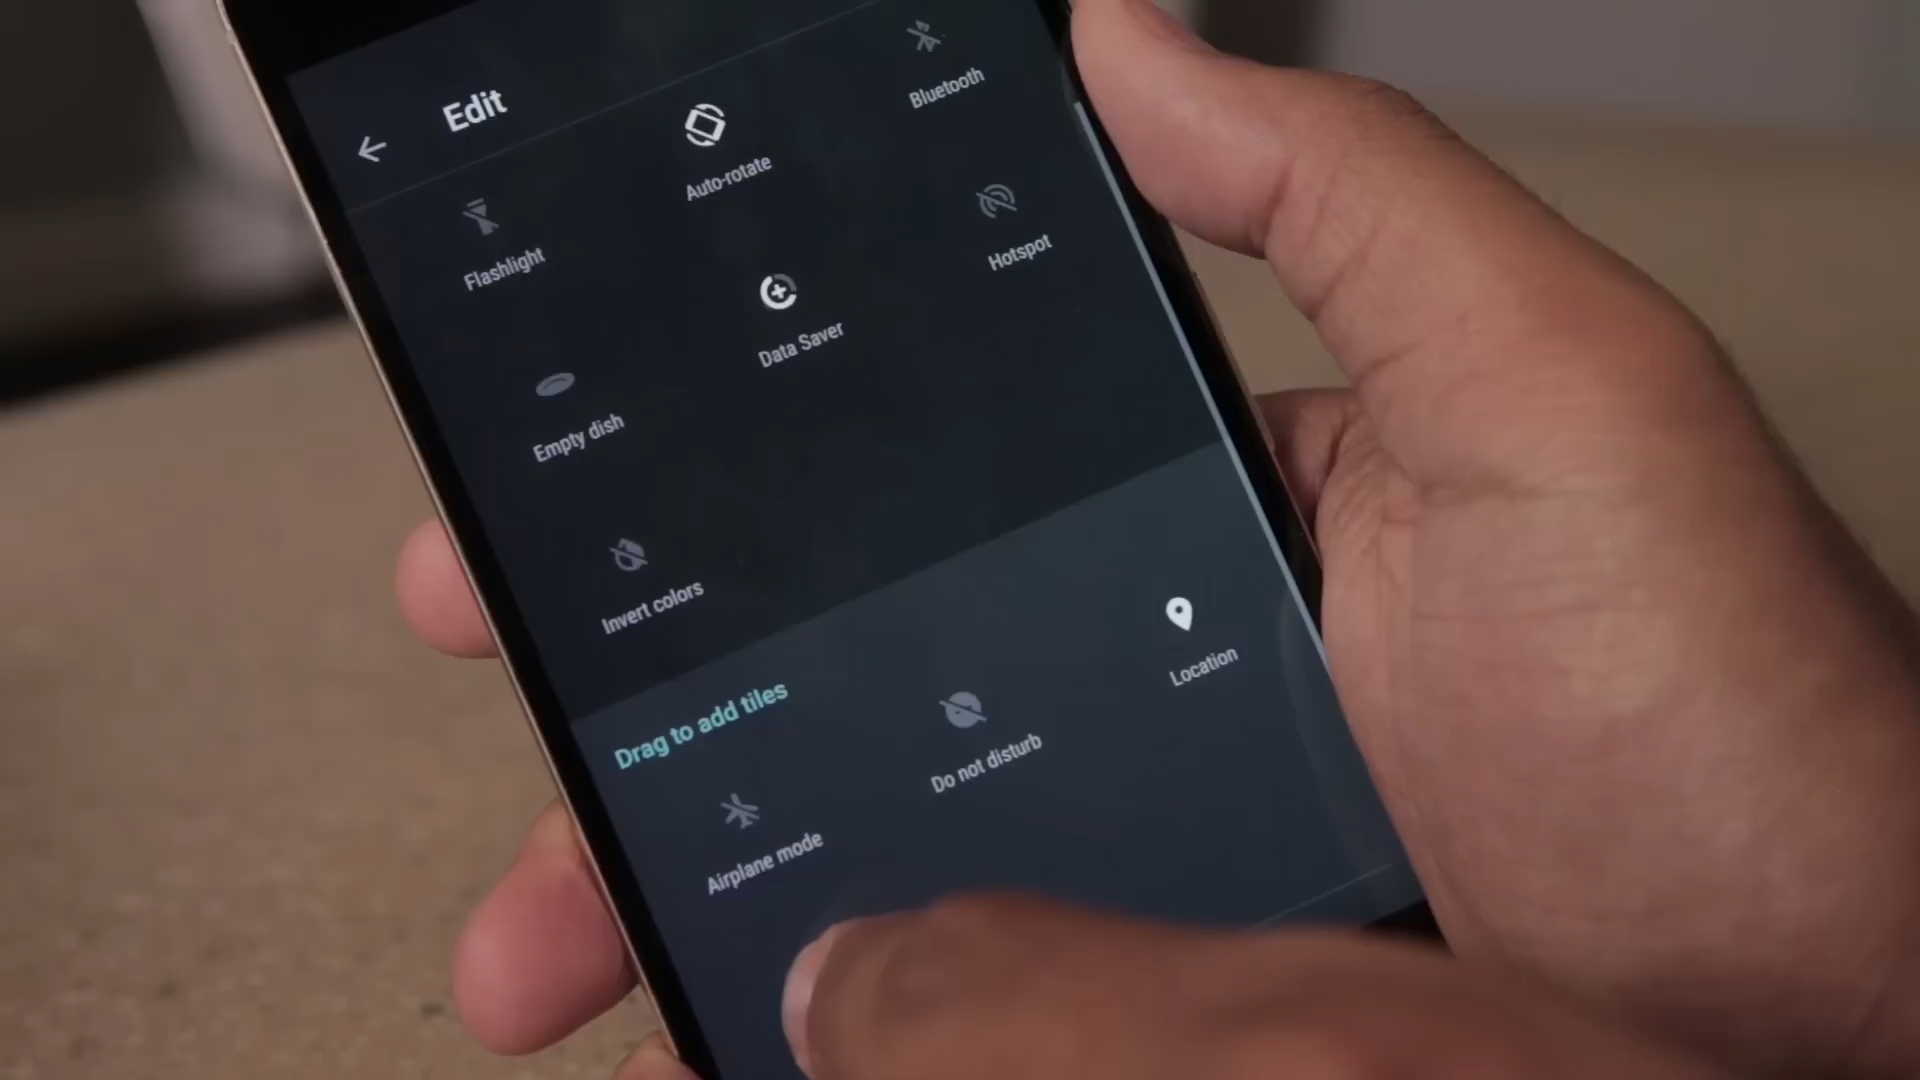 Edit
Flashlight
Auto-rotate
Bluetooth
Empty dish
Data Saver
Hotspot
Invert colors
Drag to add tiles
Airplane mode
Do not disturb
Location